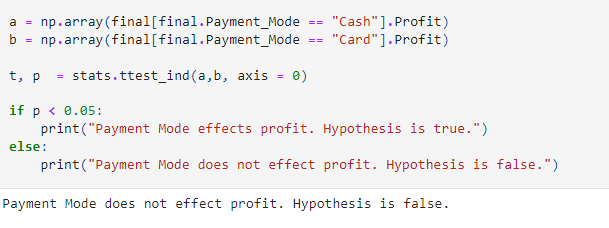 a = np.array(final[final.Payment_Mode == "Cash"].Profit)
b = np.array(final[final.Payment_Mode == "Card"].Profit)
t, p  = stats.ttest_ind(a,b, axis = 0)
if p < 0.05:
    print("Payment Mode effects profit. Hypothesis is true.")
else:
    print("Payment Mode does not effect profit. Hypothesis is false.")
Payment Mode does not effect profit. Hypothesis is false.